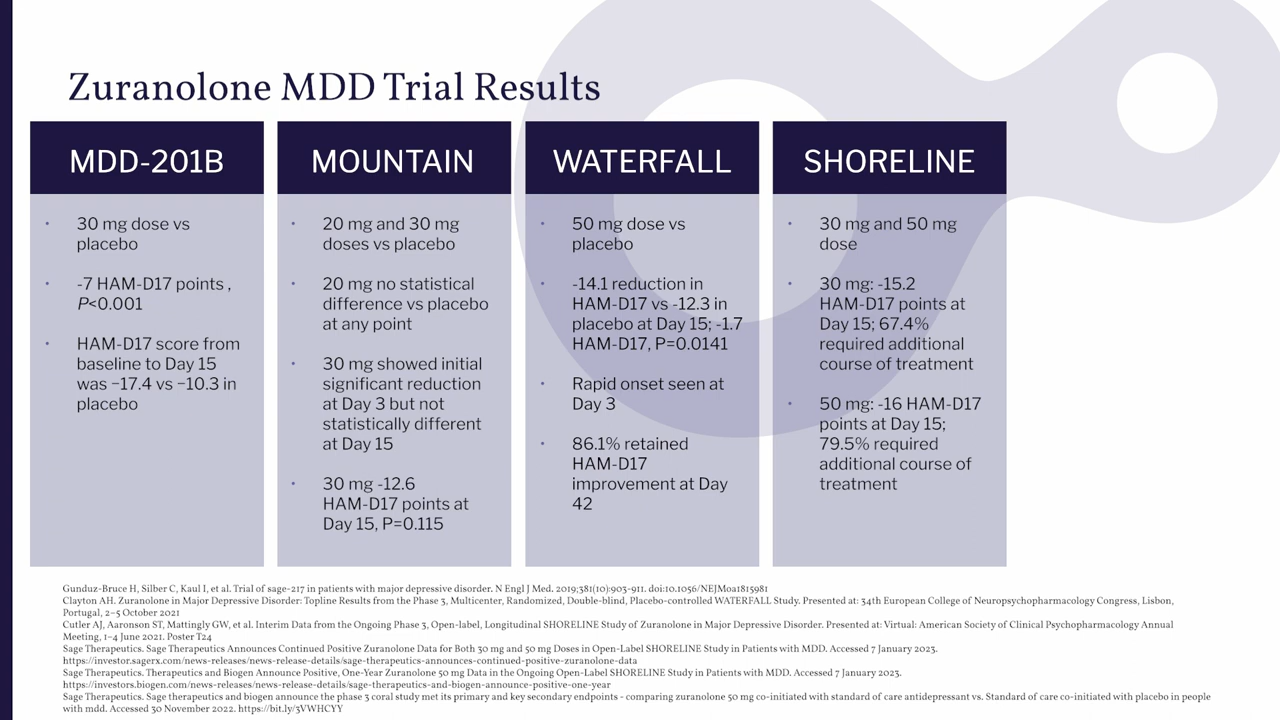 Zuranolone MDD Trial Results
MDD-201B
• 30 mg dose vs
placebo
• -7 HAM-D17 points ,
P<0.001
• HAM-D17 score from
baseline to Day 15
was −17.4 vs −10.3 in
placebo
MOUNTAIN
• 20 mg and 30 mg
doses vs placebo
• 20 mg no statistical
difference vs placebo
at any point
• 30 mg showed initial
significant reduction
at Day 3 but not
statistically different
at Day 15
• 30 mg -12.6
HAM-D17 points at
Day 15, P=0.115
WATERFALL
• 50 mg dose vs
placebo
• -14.1 reduction in
HAM-D17 vs -12.3 in
placebo at Day 15; -1.7
HAM-D17, P=0.0141
• Rapid onset seen at
Day 3
• 86.1% retained
HAM-D17
improvement at Day
42
SHORELINE
• 30 mg and 50 mg
dose
• 30 mg: -15.2
HAM-D17 points at
Day 15; 67.4%
required additional
course of treatment
• 50 mg: -16 HAM-D17
points at Day 15;
79.5% required
additional course of
treatment
Gunduz-Bruce H, Silber C, Kaul I, et al. Trial of sage-217 in patients with major depressive disorder. N Engl J Med. 2019;381(10):903-911. doi:10.1056/NEJMoa1815981
Clayton AH. Zuranolone in Major Depressive Disorder: Topline Results from the Phase 3, Multicenter, Randomized, Double-blind, Placebo-controlled WATERFALL Study. Presented at: 34th European College of Neuropsychopharmacology Congress, Lisbon,
Portugal, 2–5 October 2021
Cutler AJ, Aaronson ST, Mattingly GW, et al. Interim Data from the Ongoing Phase 3, Open-label, Longitudinal SHORELINE Study of Zuranolone in Major Depressive Disorder. Presented at: Virtual: American Society of Clinical Psychopharmacology Annual
Meeting, 1–4 June 2021. Poster T24
Sage Therapeutics. Sage Therapeutics Announces Continued Positive Zuranolone Data for Both 30 mg and 50 mg Doses in Open-Label SHORELINE Study in Patients with MDD. Accessed 7 January 2023.
https://investor.sagerx.com/news-releases/news-release-details/sage-therapeutics-announces-continued-positive-zuranolone-data
Sage Therapeutics. Therapeutics and Biogen Announce Positive, One-Year Zuranolone 50 mg Data in the Ongoing Open-Label SHORELINE Study in Patients with MDD. Accessed 7 January 2023.
https://investors.biogen.com/news-releases/news-release-details/sage-therapeutics-and-biogen-announce-positive-one-year
Sage Therapeutics. Sage therapeutics and biogen announce the phase 3 coral study met its primary and key secondary endpoints - comparing zuranolone 50 mg co-initiated with standard of care antidepressant vs. Standard of care co-initiated with placebo in people
with mdd. Accessed 30 November 2022. https://bit.ly/3VWHCYY